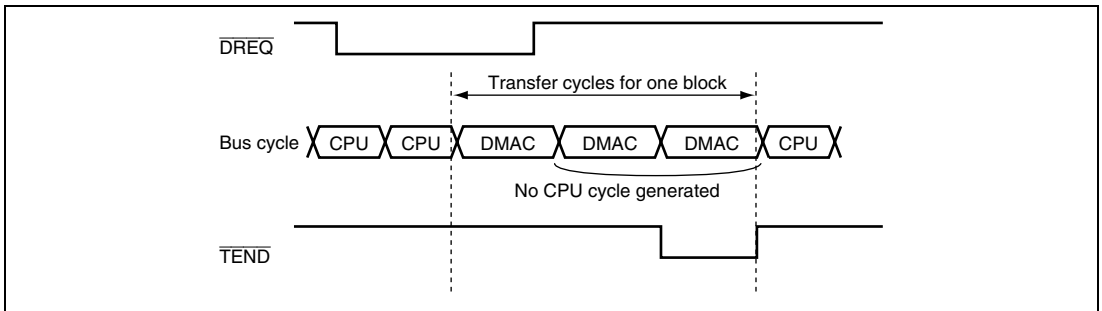 DREQ
Transfer cycles for one block
Bus cycle CPU CPU DMAC DMAC DMAC CPU
No CPU cycle generated
TEND